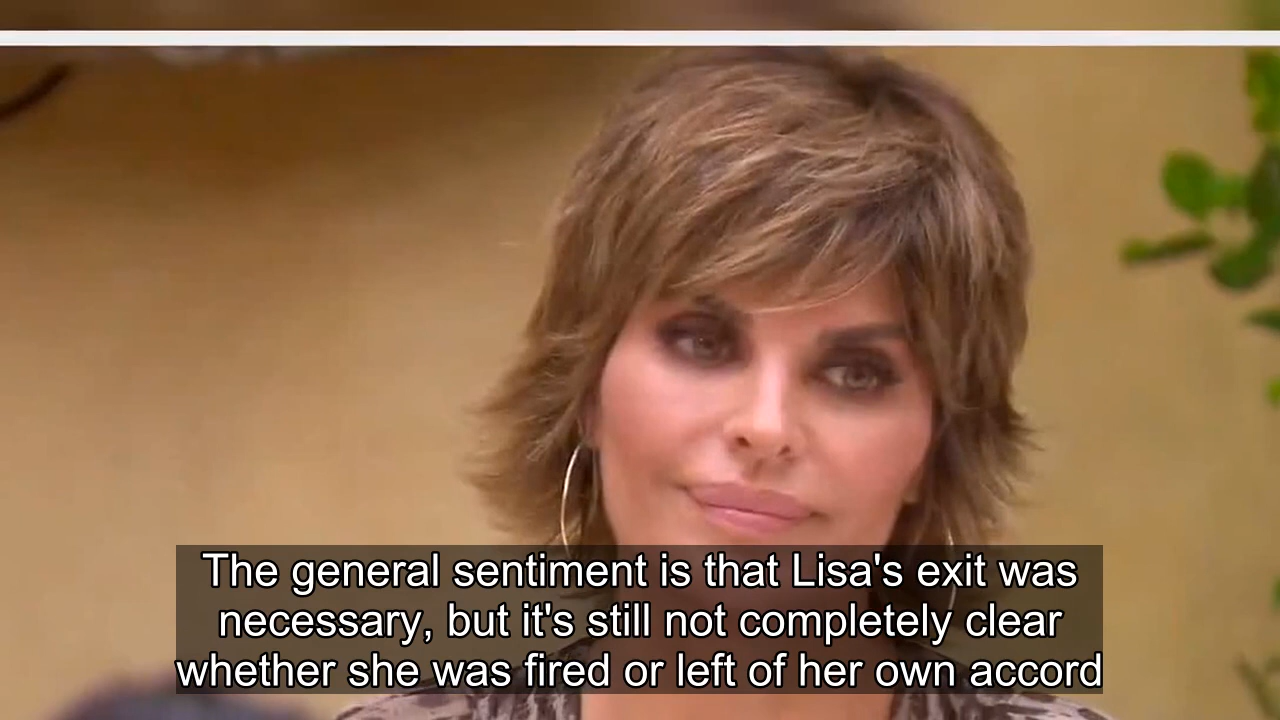 The general sentiment is that Lisa's exit was
necessary, but it's still not completely clear
whether she was fired or left of her own accord